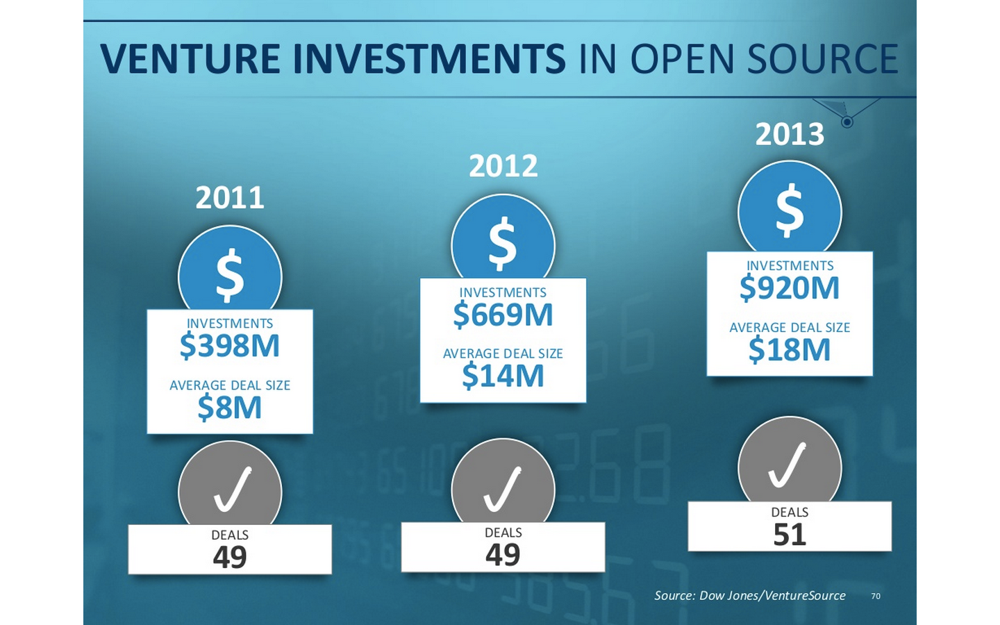 VENTURE INVESTMENTS IN OPEN SOURCE
2011
$
INVESTMENTS
$398M
AVERAGE DEAL SIZE
$8M
✓
DEALS
49
2012
$
INVESTMENTS
$669M
AVERAGE DEAL SIZE
$14M
✓
DEALS
49
2013
$
INVESTMENTS
$920M
AVERAGE DEAL SIZE
$18M
✓
DEALS
51
Source: Dow Jones/VentureSource
70